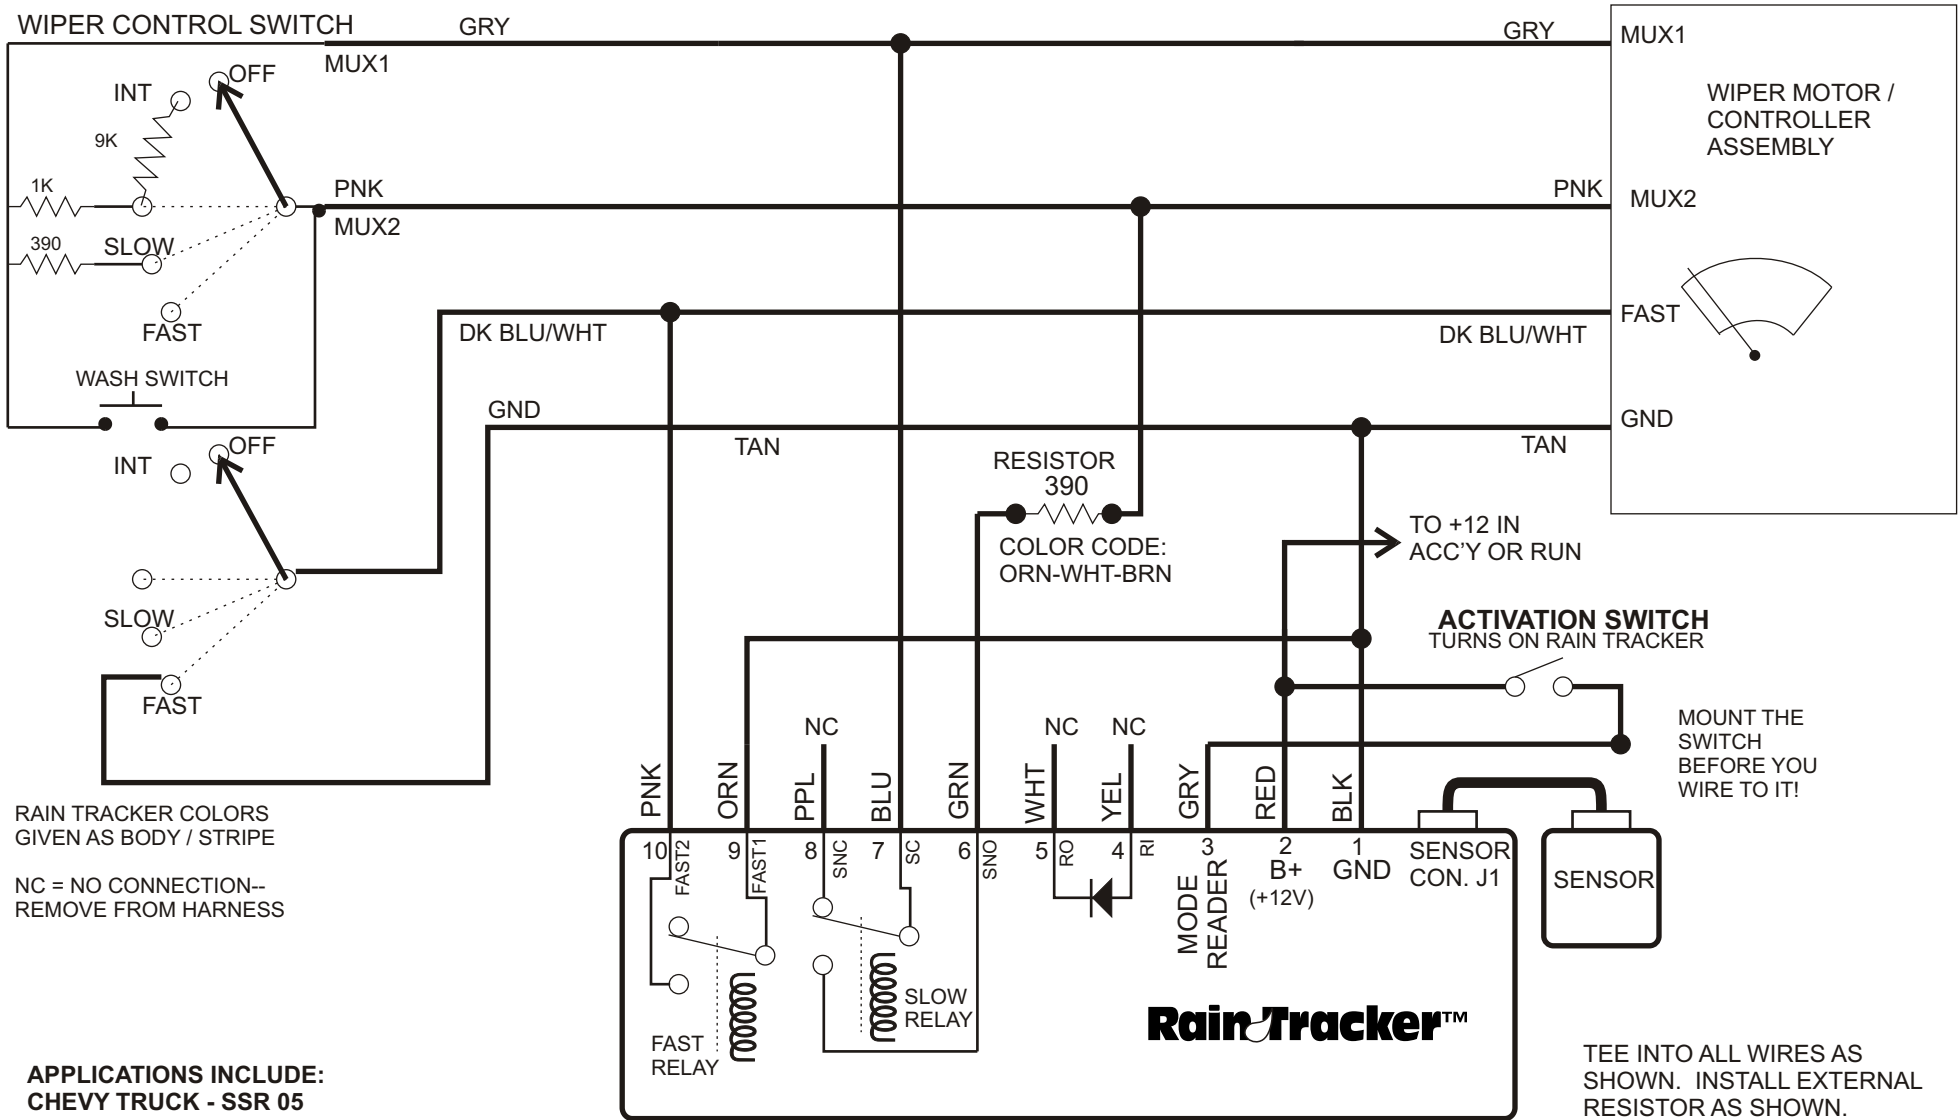 WIPER CONTROL SWITCH
GRY
GRY
MUX1
MUX1
OFF
INT
9K
WIPER MOTOR /
CONTROLLER
ASSEMBLY
1K
PNK
PNK
MUX2
MUX2
390
SLOW
FAST
DK BLU/WHT
DK BLU/WHT
FAST
WASH SWITCH
GND
TAN
TAN
GND
OFF
INT
RESISTOR
390
COLOR CODE:
ORN-WHT-BRN
TO +12 IN
ACC'Y OR RUN
SLOW
FAST
ACTIVATION SWITCH
TURNS ON RAIN TRACKER
MOUNT THE
SWITCH
BEFORE YOU
WIRE TO IT!
NC
NC
NC
PNK
ORN
PPL
BLU
GRN
WHT
YEL
GRY
RED
BLK
RAIN TRACKER COLORS
GIVEN AS BODY / STRIPE
NC = NO CONNECTION--
REMOVE FROM HARNESS
10
FAST2
9
FAST1
8
SNC
7
SC
6
SNO
5
RO
4
RI
3
MODE
READER
2
B+
(+12V)
1
GND
SENSOR
CON. J1
SENSOR
FAST
RELAY
SLOW
RELAY
Rain Tracker™
APPLICATIONS INCLUDE:
CHEVY TRUCK - SSR 05
TEE INTO ALL WIRES AS
SHOWN. INSTALL EXTERNAL
RESISTOR AS SHOWN.